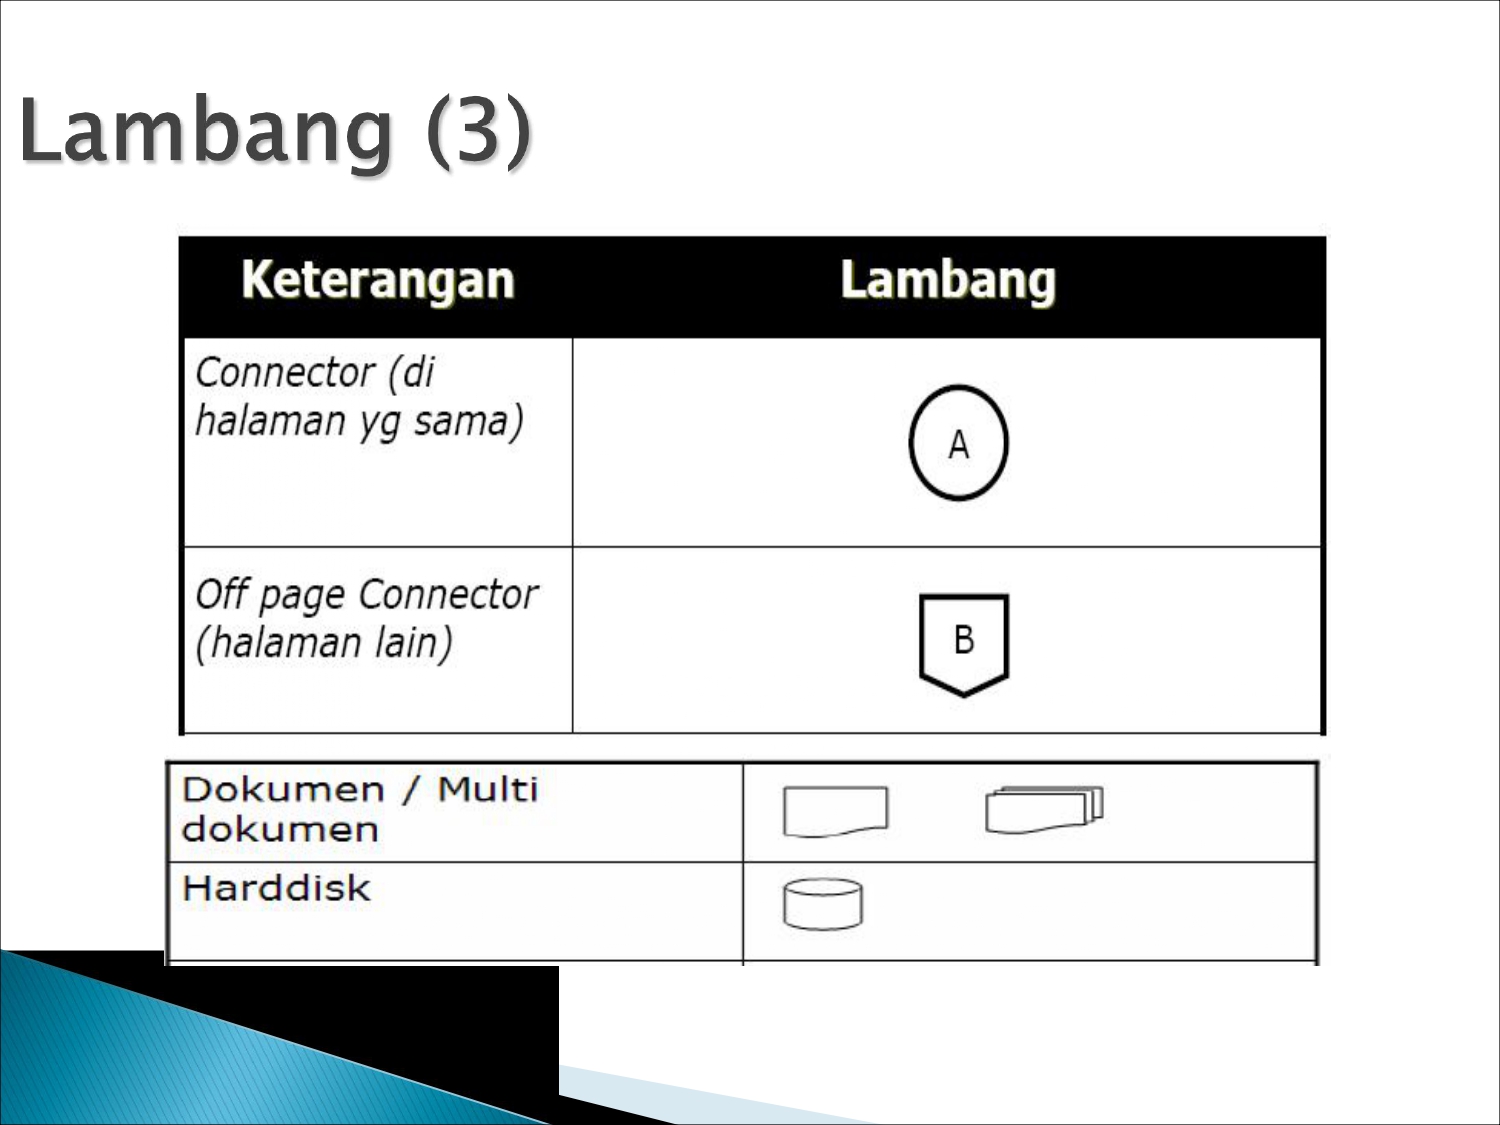 Lambang (3)
Keterangan Lambang
Connector (di
halaman yg sama)
A
Off page Connector
(halaman lain)
B
Dokumen / Multi
dokumen
Harddisk